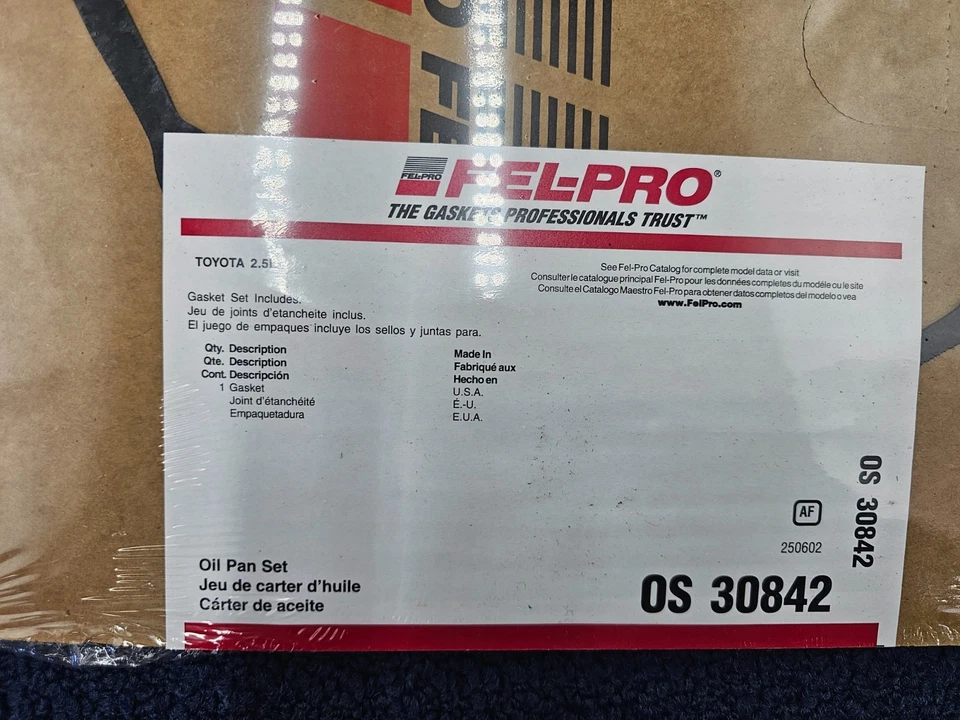 FEL-PRO
FEL-PRO®
THE GASKETS PROFESSIONALS TRUST™
TOYOTA 2.5L
See Fel-Pro Catalog for complete model data or visit
Consulter le catalogue principal Fel-Pro pour les données completes du modéle ou le site
Consulte el Catalogo Maestro Fel-Pro para obtener datos completos del modelo o vea
www.FelPro.com
Gasket Set Includes:
Jeu de joints d'etancheite inclus.
El juego de empaques incluye los sellos y juntas para.
Qty. Description Made In
Qte. Description Fabriqué aux
Cont. Descripción Hecho en
1 Gasket U.S.A.
Joint d'étanchéité É.-U.
Empaquetadura E.U.A.
AF
250602
OS 30842
Oil Pan Set
Jeu de carter d'huile
Cárter de aceite
OS 30842